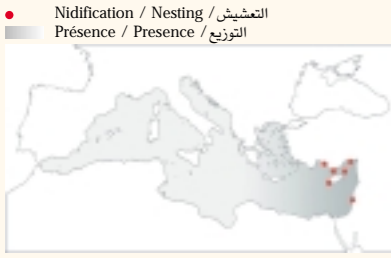 Nidification / Nesting / التعشيش
Présence / Presence / التوزيع